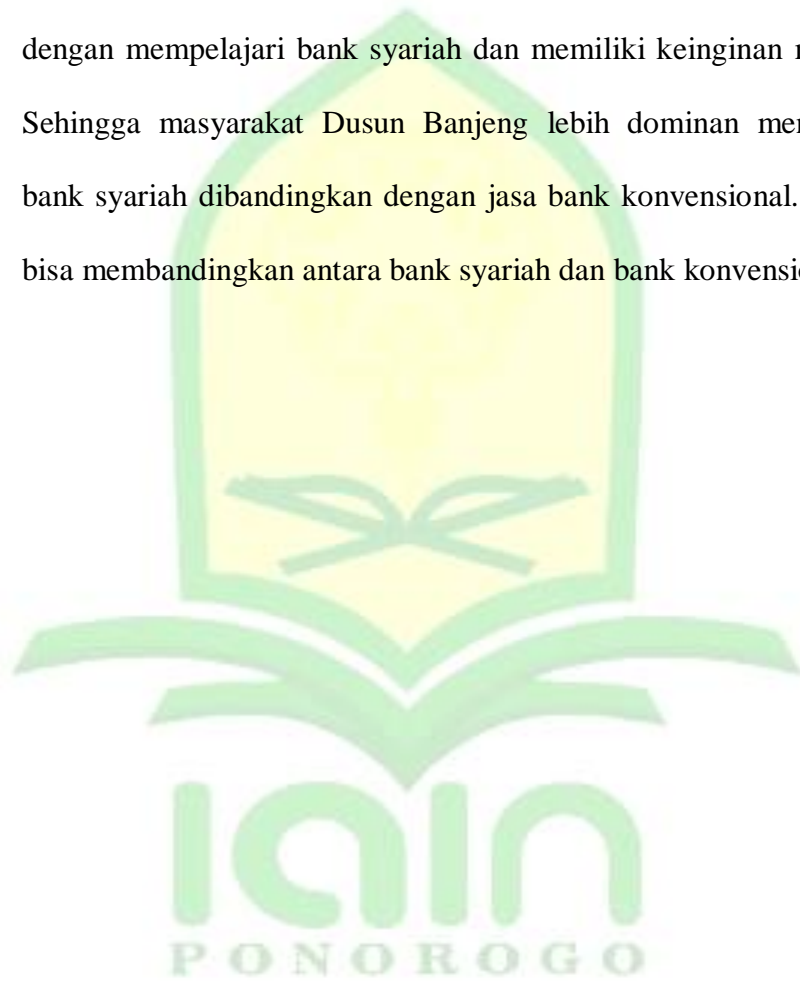 dengan mempelajari bank syariah dan memiliki keinginan
Sehingga masyarakat Dusun Banjeng lebih dominan
bank syariah dibandingkan dengan jasa bank konvensional.
bisa membandingkan antara bank syariah dan bank
iain
PONOROGO